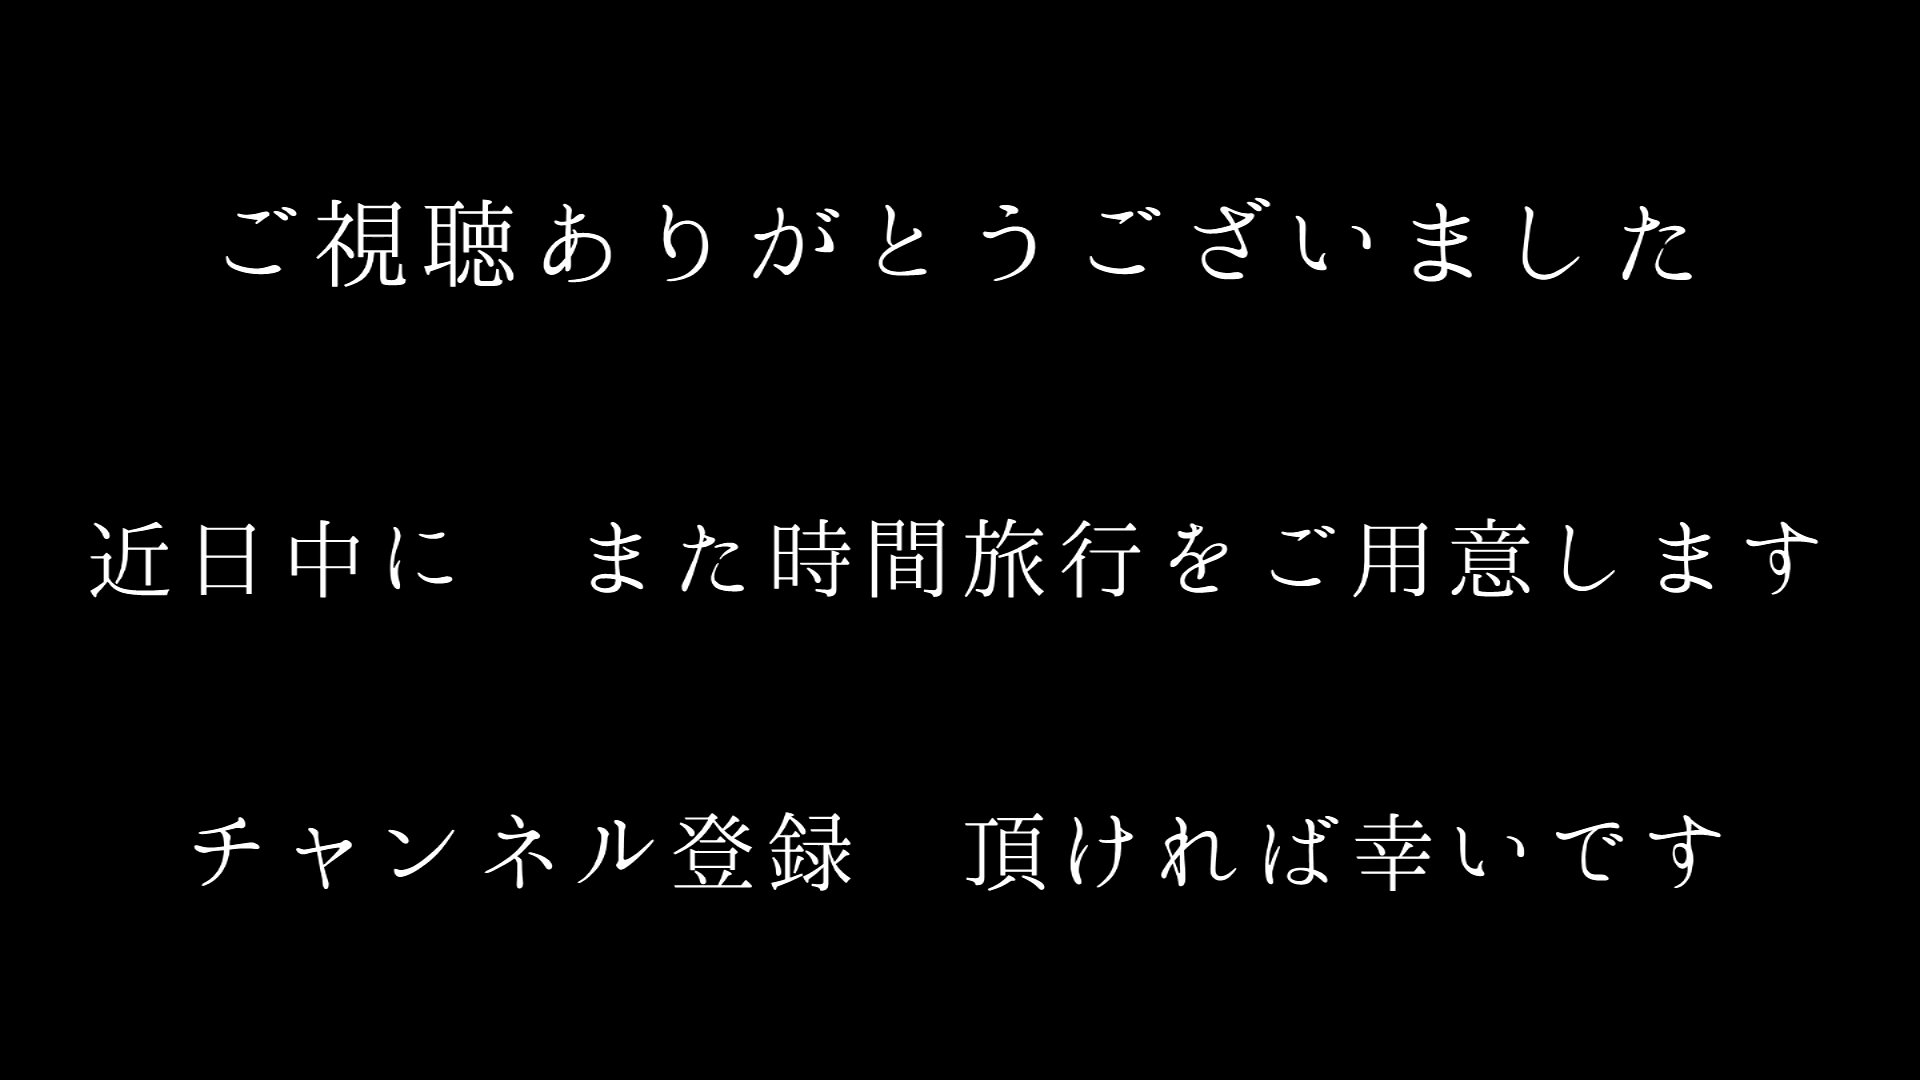 ご視聴ありがとうございました
近日中に　また時間旅行をご用意します
チャンネル登録　頂ければ幸いです